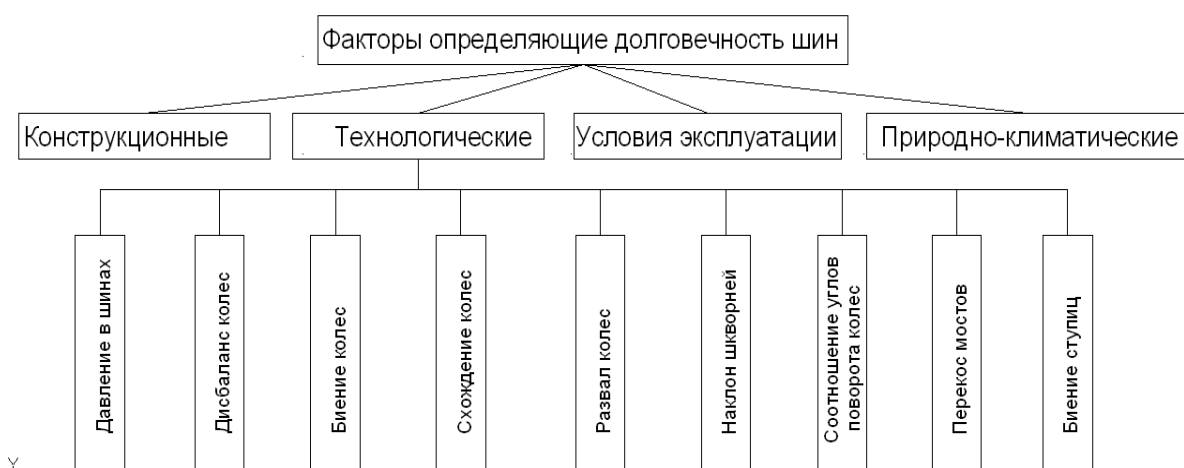 Факторы определяющие долговечность шин
Конструкционные
Технологические
Условия эксплуатации
Природно-климатические
Давление в шинах
Дисбаланс колес
Биение колес
Схождение колес
Развал колес
Наклон шкворней
Соотношение углов
поворота колес
Перекос мостов
Биение ступиц
Y